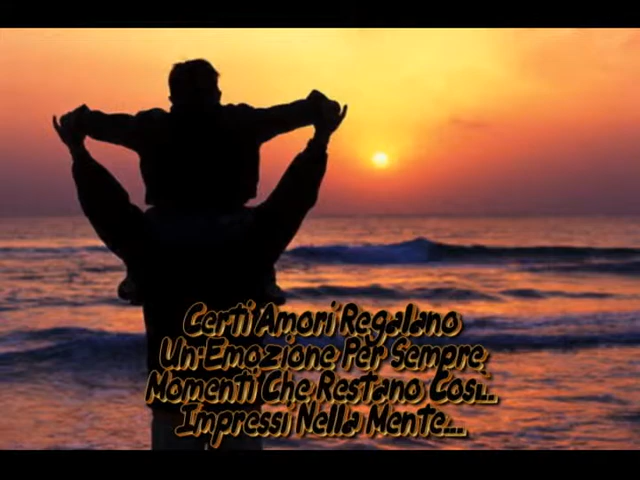 Certi Amori Regalano
Un'Emozione Per Sempre
Momenti Che Restano Così..
Impressi Nella Mente...